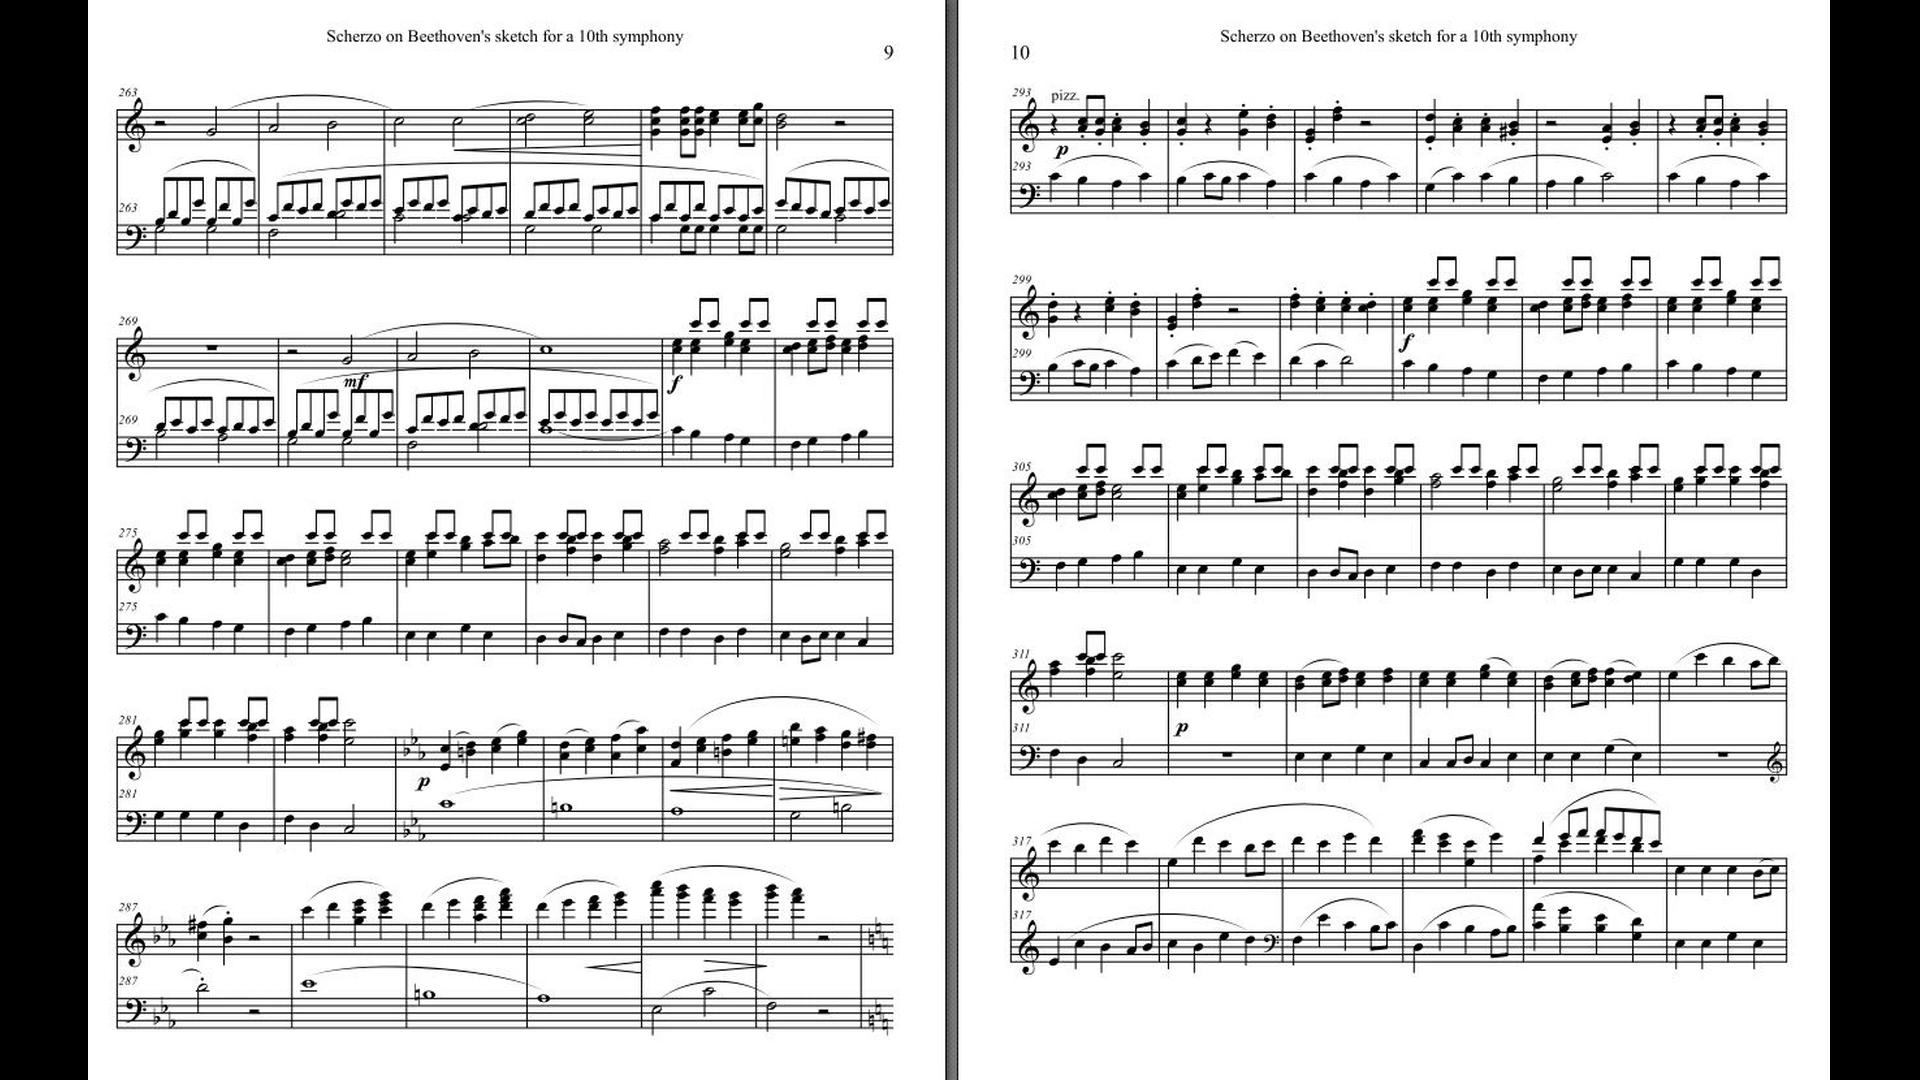 Scherzo on Beethoven's sketch for a 10th symphony
9
263
263
269
mf
f
269
275
275
281
p
281
287
287
Scherzo on Beethoven's sketch for a 10th symphony
10
293
pizz.
p
293
299
f
299
305
305
311
p
311
317
317